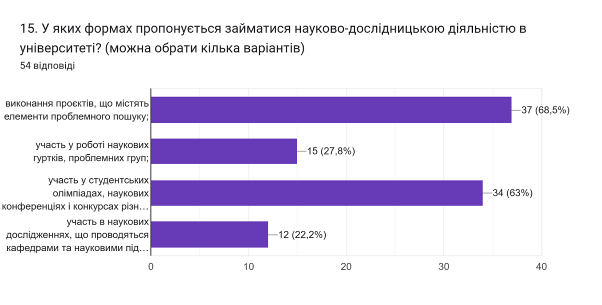 15. У яких формах пропонується займатися науково-дослідницькою діяльністю в
університеті? (можна обрати кілька варіантів)
54 відповіді
виконання проєктів, що містять
елементи проблемного пошуку;
37 (68,5%)
участь у роботі наукових
гуртків, проблемних груп;
15 (27,8%)
участь у студентських
олімпіадах, наукових
конференціях і конкурсах різн…
34 (63%)
участь в наукових
дослідженнях, що проводяться
кафедрами та науковими під…
12 (22,2%)
0 10 20 30 40